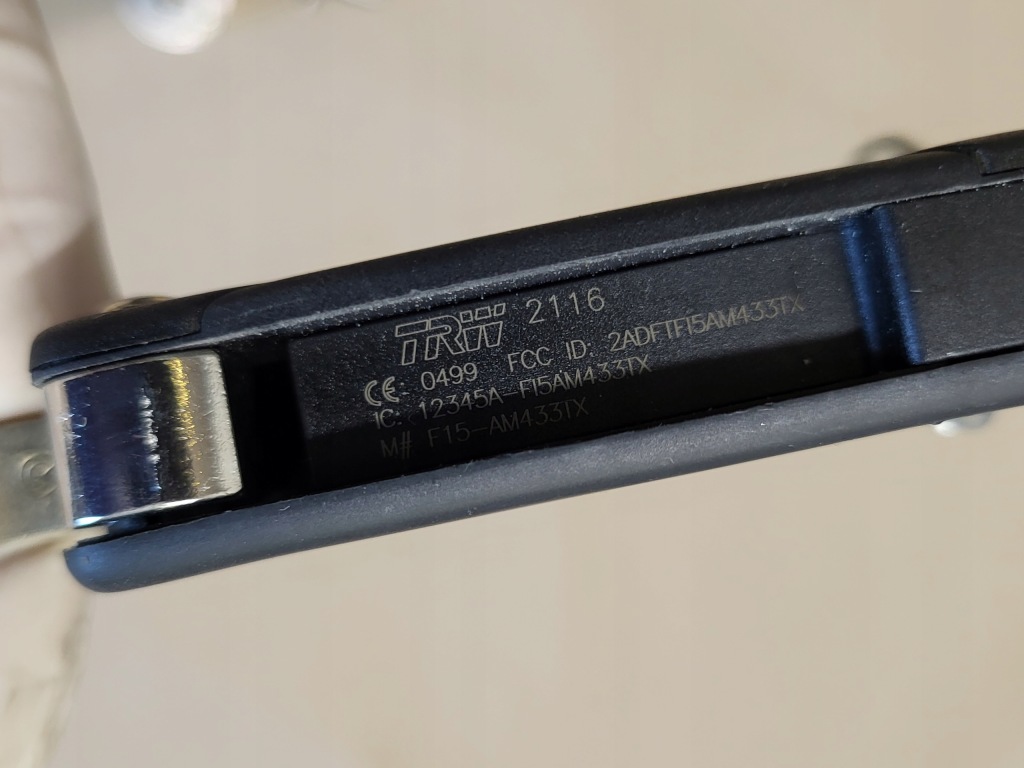 TRW 2116
CE 0499 FCC ID: 2ADFTFI5AM433TX
IC: 12345A-FI5AM433TX
M# F15-AM433TX